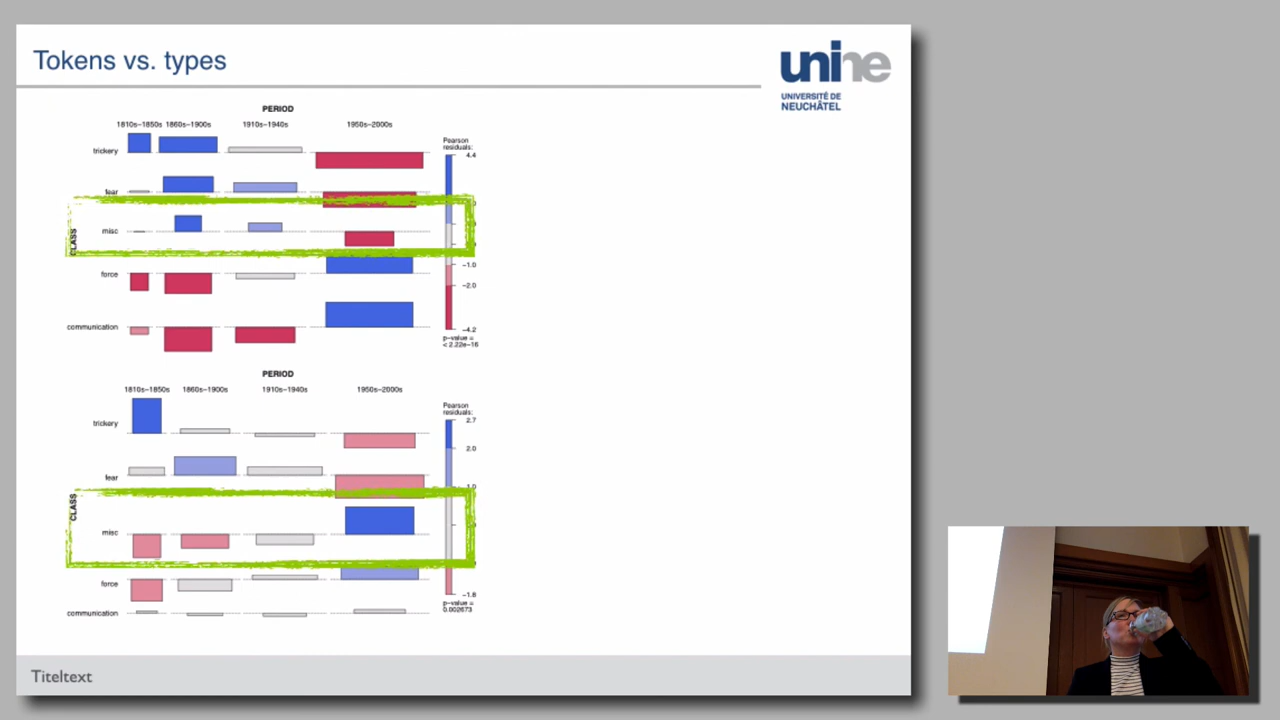 Tokens vs. types
unine
UNIVERSITÉ DE
NEUCHÂTEL
PERIOD
1810s−1850s 1860s−1900s 1910s−1940s 1950s−2000s
CLASS
trickery
fear
misc
force
communication
Pearson
residuals:
4.4
−1.0
−2.0
−4.2
p−value =
< 2.22e−16
PERIOD
1810s−1850s 1860s−1900s 1910s−1940s 1950s−2000s
CLASS
trickery
fear
misc
force
communication
Pearson
residuals:
2.7
2.0
1.0
−1.8
p−value =
0.002673
Titeltext